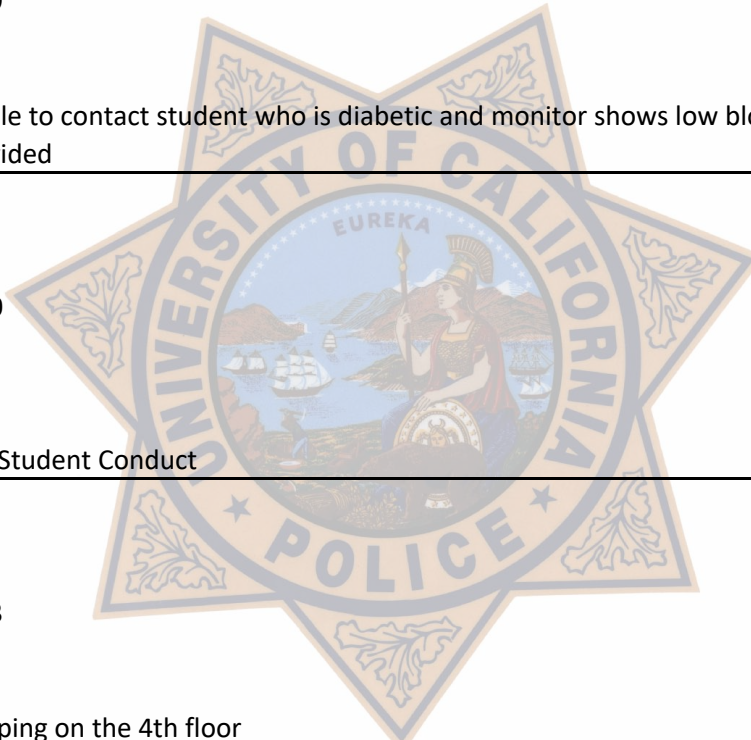 le to contact student who is diabetic and monitor shows low blo
ided
UNIVERSITY OF CALIFORNIA
EUREKA
Student Conduct
POLICE
ping on the 4th floor